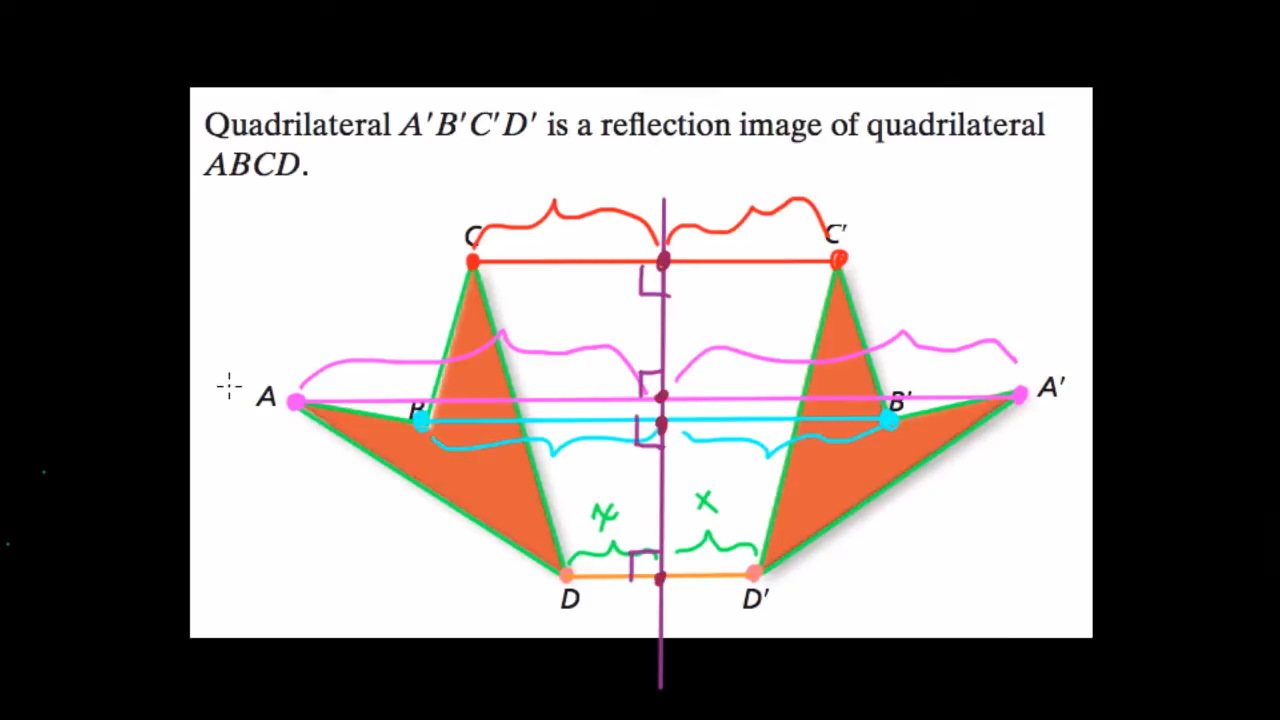 Quadrilateral A′B′C′D′ is a reflection image of quadrilateral
ABCD.
C C′
A B B′ A′
x x
D D′